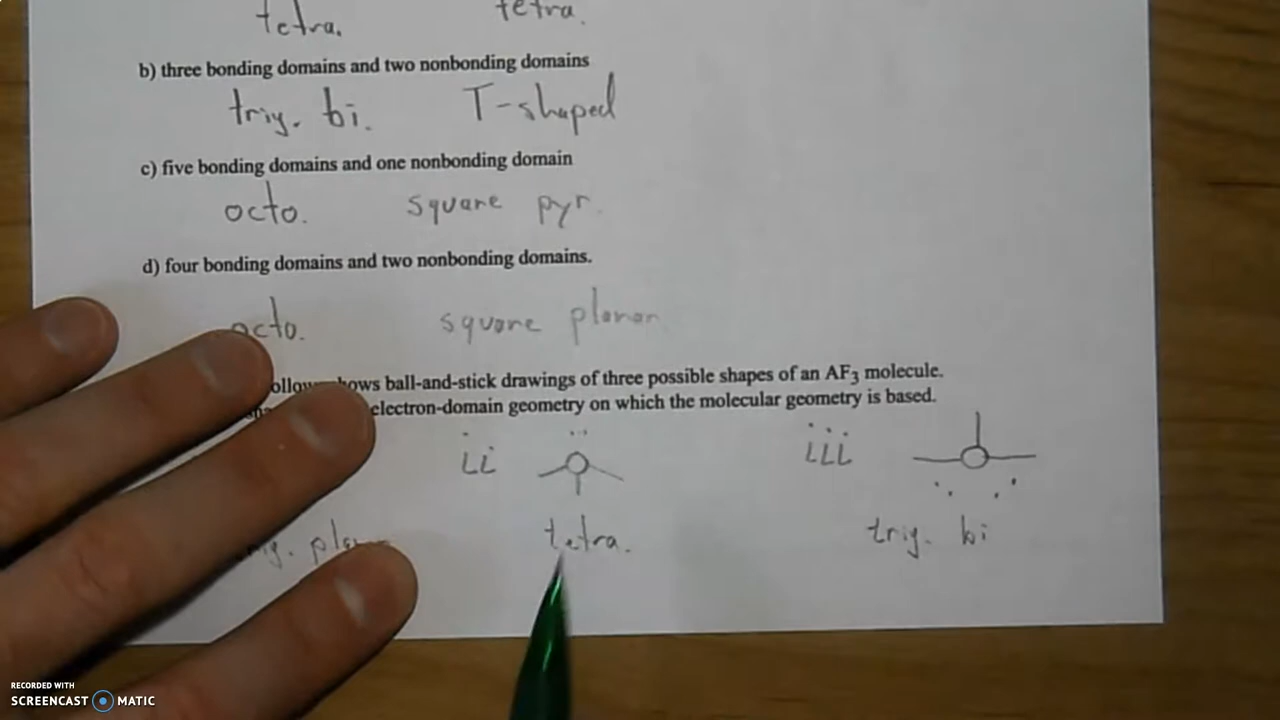 tetra. tetra.
b) three bonding domains and two nonbonding domains
trig. bi. T-shaped
c) five bonding domains and one nonbonding domain
octo. square pyr.
d) four bonding domains and two nonbonding domains.
octo. square planar
shows ball-and-stick drawings of three possible shapes of an AF3 molecule.
electron-domain geometry on which the molecular geometry is based.
ii iii
tetra. trig. bi
RECORDED WITH
SCREENCAST MATIC